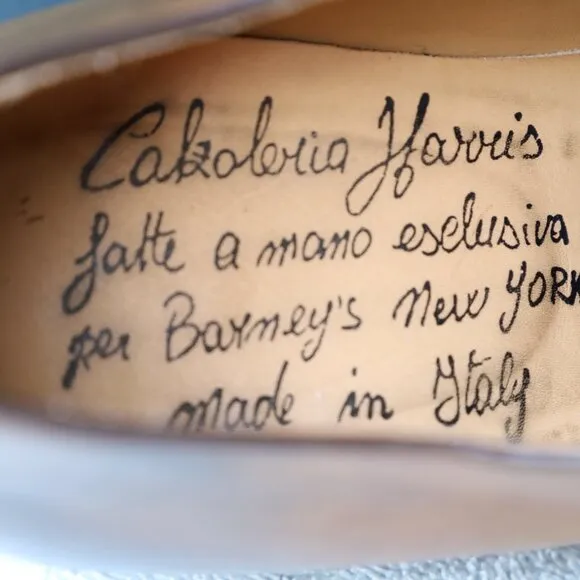 Calzoleria Harris
fatte a mano esclusiva
per Barney's New YORK
made in Italy